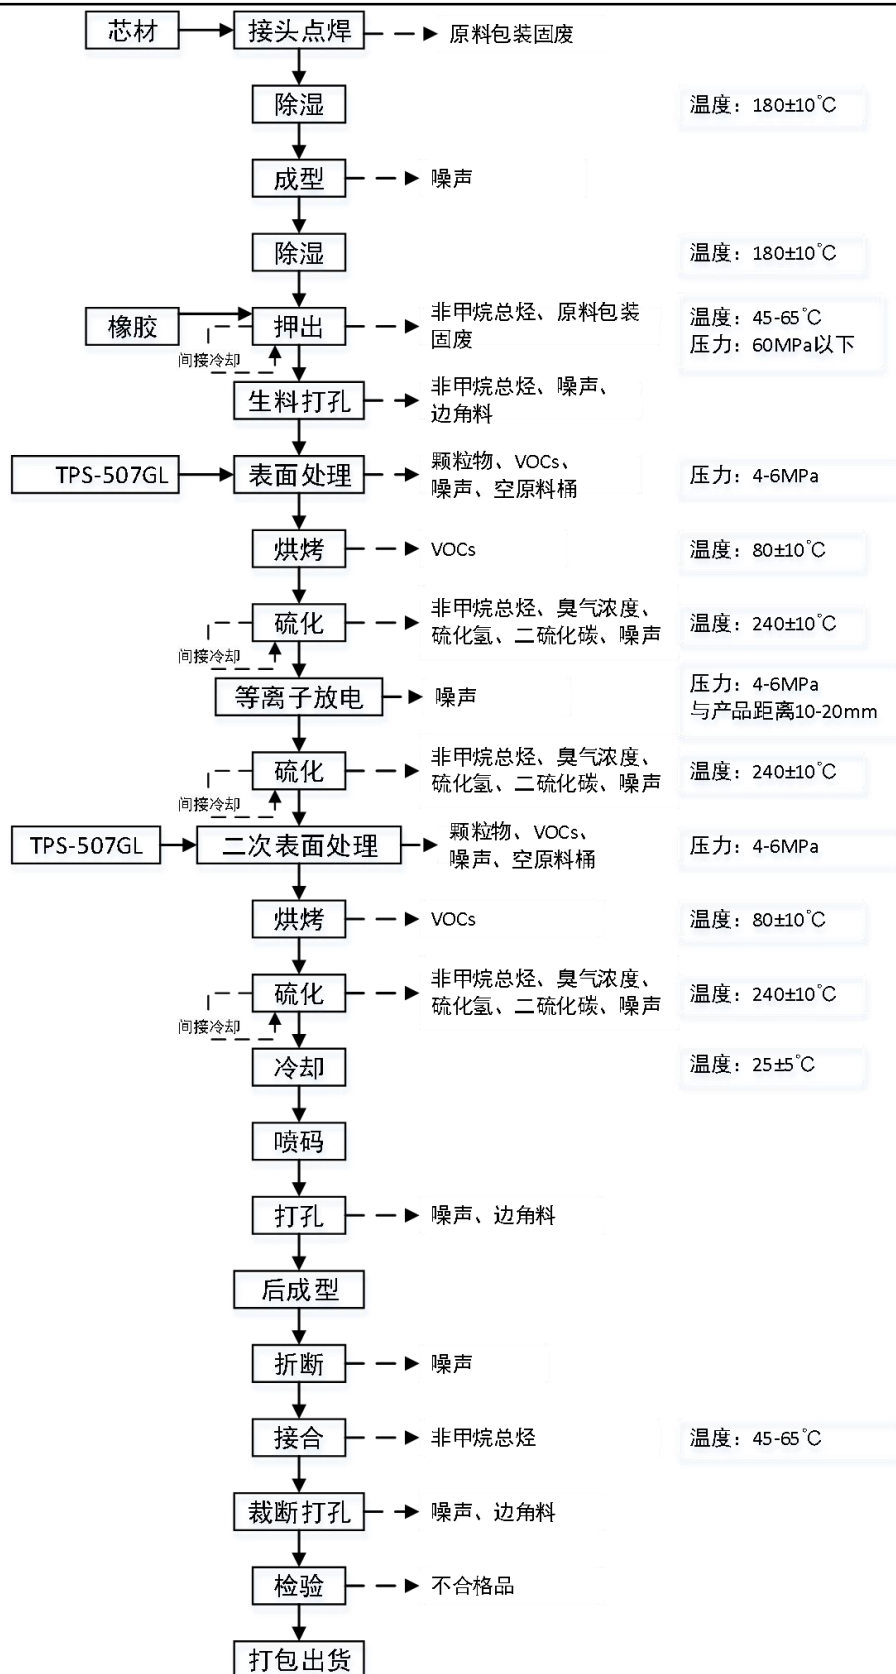 芯材
接头点焊
原料包装固废
除湿
温度：180±10℃
成型
噪声
除湿
温度：180±10℃
橡胶
押出
间接冷却
非甲烷总烃、原料包装
固废
温度：45-65℃
压力：60MPa以下
生料打孔
非甲烷总烃、噪声、
边角料
TPS-507GL
表面处理
颗粒物、VOCs、
噪声、空原料桶
压力：4-6MPa
烘烤
VOCs
温度：80±10℃
硫化
间接冷却
非甲烷总烃、臭气浓度、
硫化氢、二硫化碳、噪声
温度：240±10℃
等离子放电
噪声
压力：4-6MPa
与产品距离10-20mm
硫化
间接冷却
非甲烷总烃、臭气浓度、
硫化氢、二硫化碳、噪声
温度：240±10℃
TPS-507GL
二次表面处理
颗粒物、VOCs、
噪声、空原料桶
压力：4-6MPa
烘烤
VOCs
温度：80±10℃
硫化
间接冷却
非甲烷总烃、臭气浓度、
硫化氢、二硫化碳、噪声
温度：240±10℃
冷却
温度：25±5℃
喷码
打孔
噪声、边角料
后成型
折断
噪声
接合
非甲烷总烃
温度：45-65℃
裁断打孔
噪声、边角料
检验
不合格品
打包出货